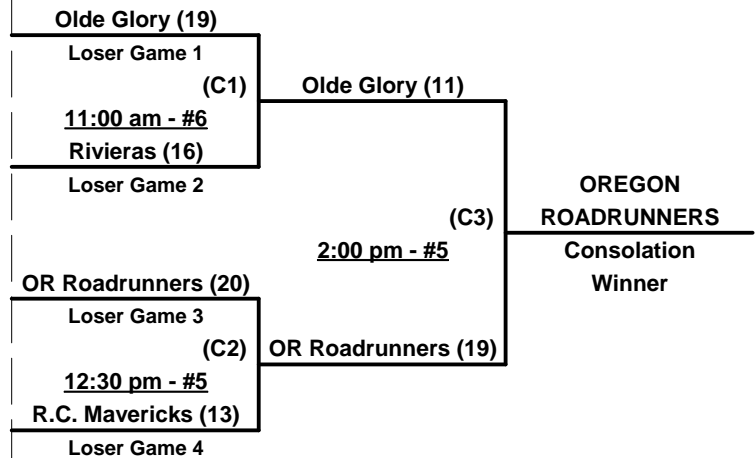 Olde Glory (19)
Loser Game 1
(C1)
Olde Glory (11)
11:00 am - #6
Rivieras (16)
Loser Game 2
(C3)
2:00 pm - #5
OREGON
ROADRUNNERS
Consolation
Winner
OR Roadrunners (20)
Loser Game 3
(C2)
OR Roadrunners (19)
12:30 pm - #5
R.C. Mavericks (13)
Loser Game 4